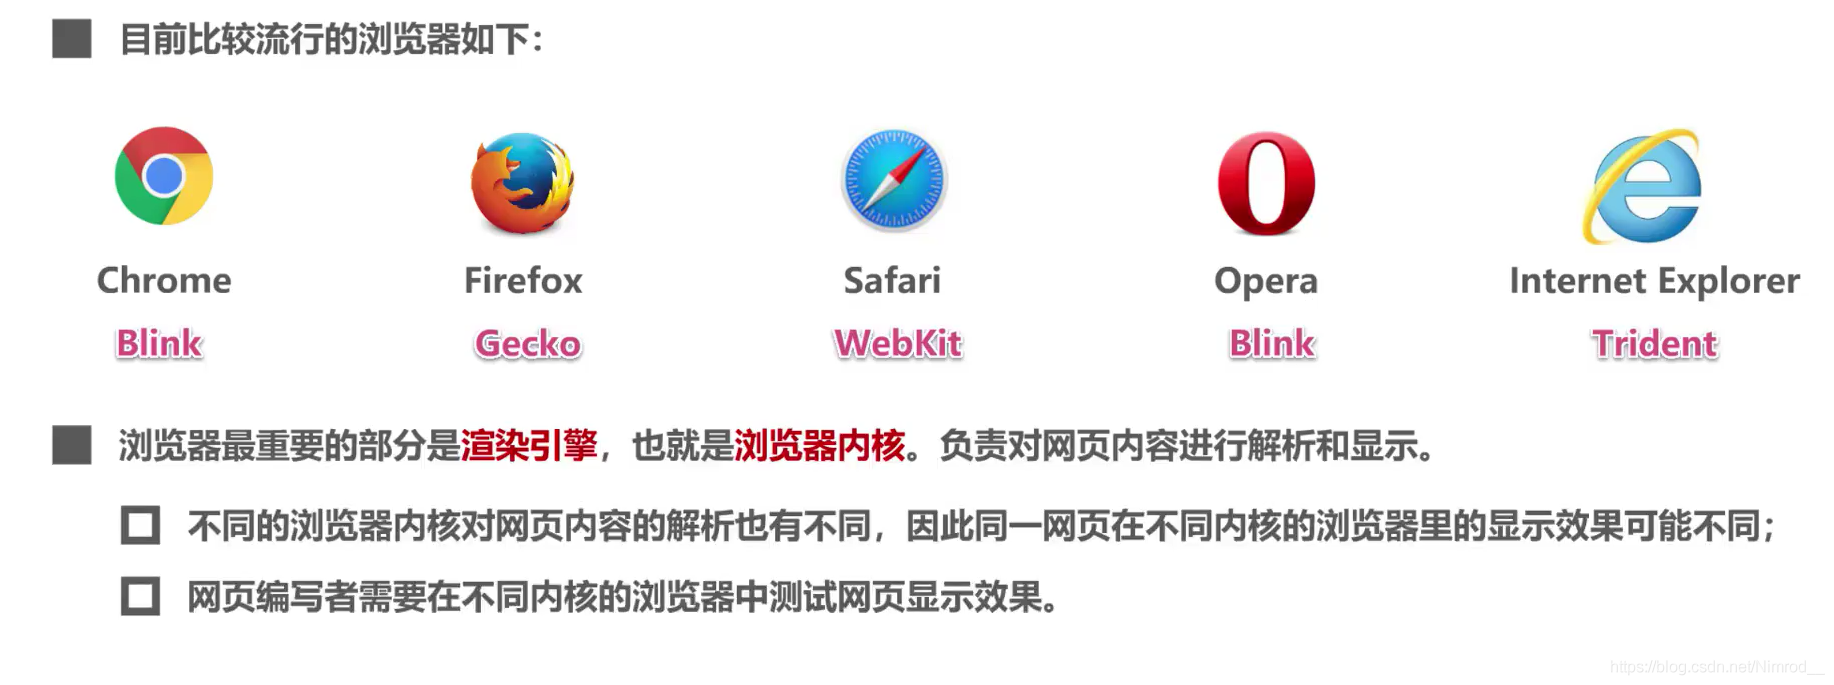 目前比较流行的浏览器如下：
Chrome Firefox Safari Opera Internet Explorer
Blink Gecko WebKit Blink Trident
浏览器最重要的部分是渲染引擎，也就是浏览器内核。负责对网页内容进行解析和显示。
不同的浏览器内核对网页内容的解析也有不同，因此同一网页在不同内核的浏览器里的显示效果可能不同；
网页编写者需要在不同内核的浏览器中测试网页显示效果。
https://blog.csdn.net/Nimrod__